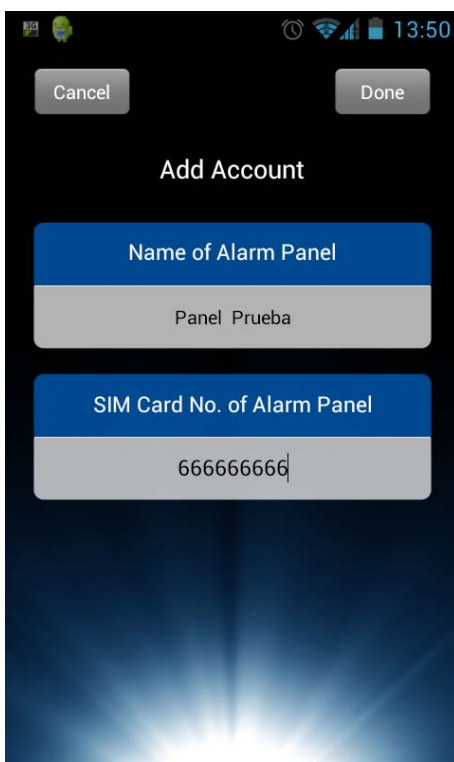 3G
13:50
Cancel
Done
Add Account
Name of Alarm Panel
Panel Prueba
SIM Card No. of Alarm Panel
666666666